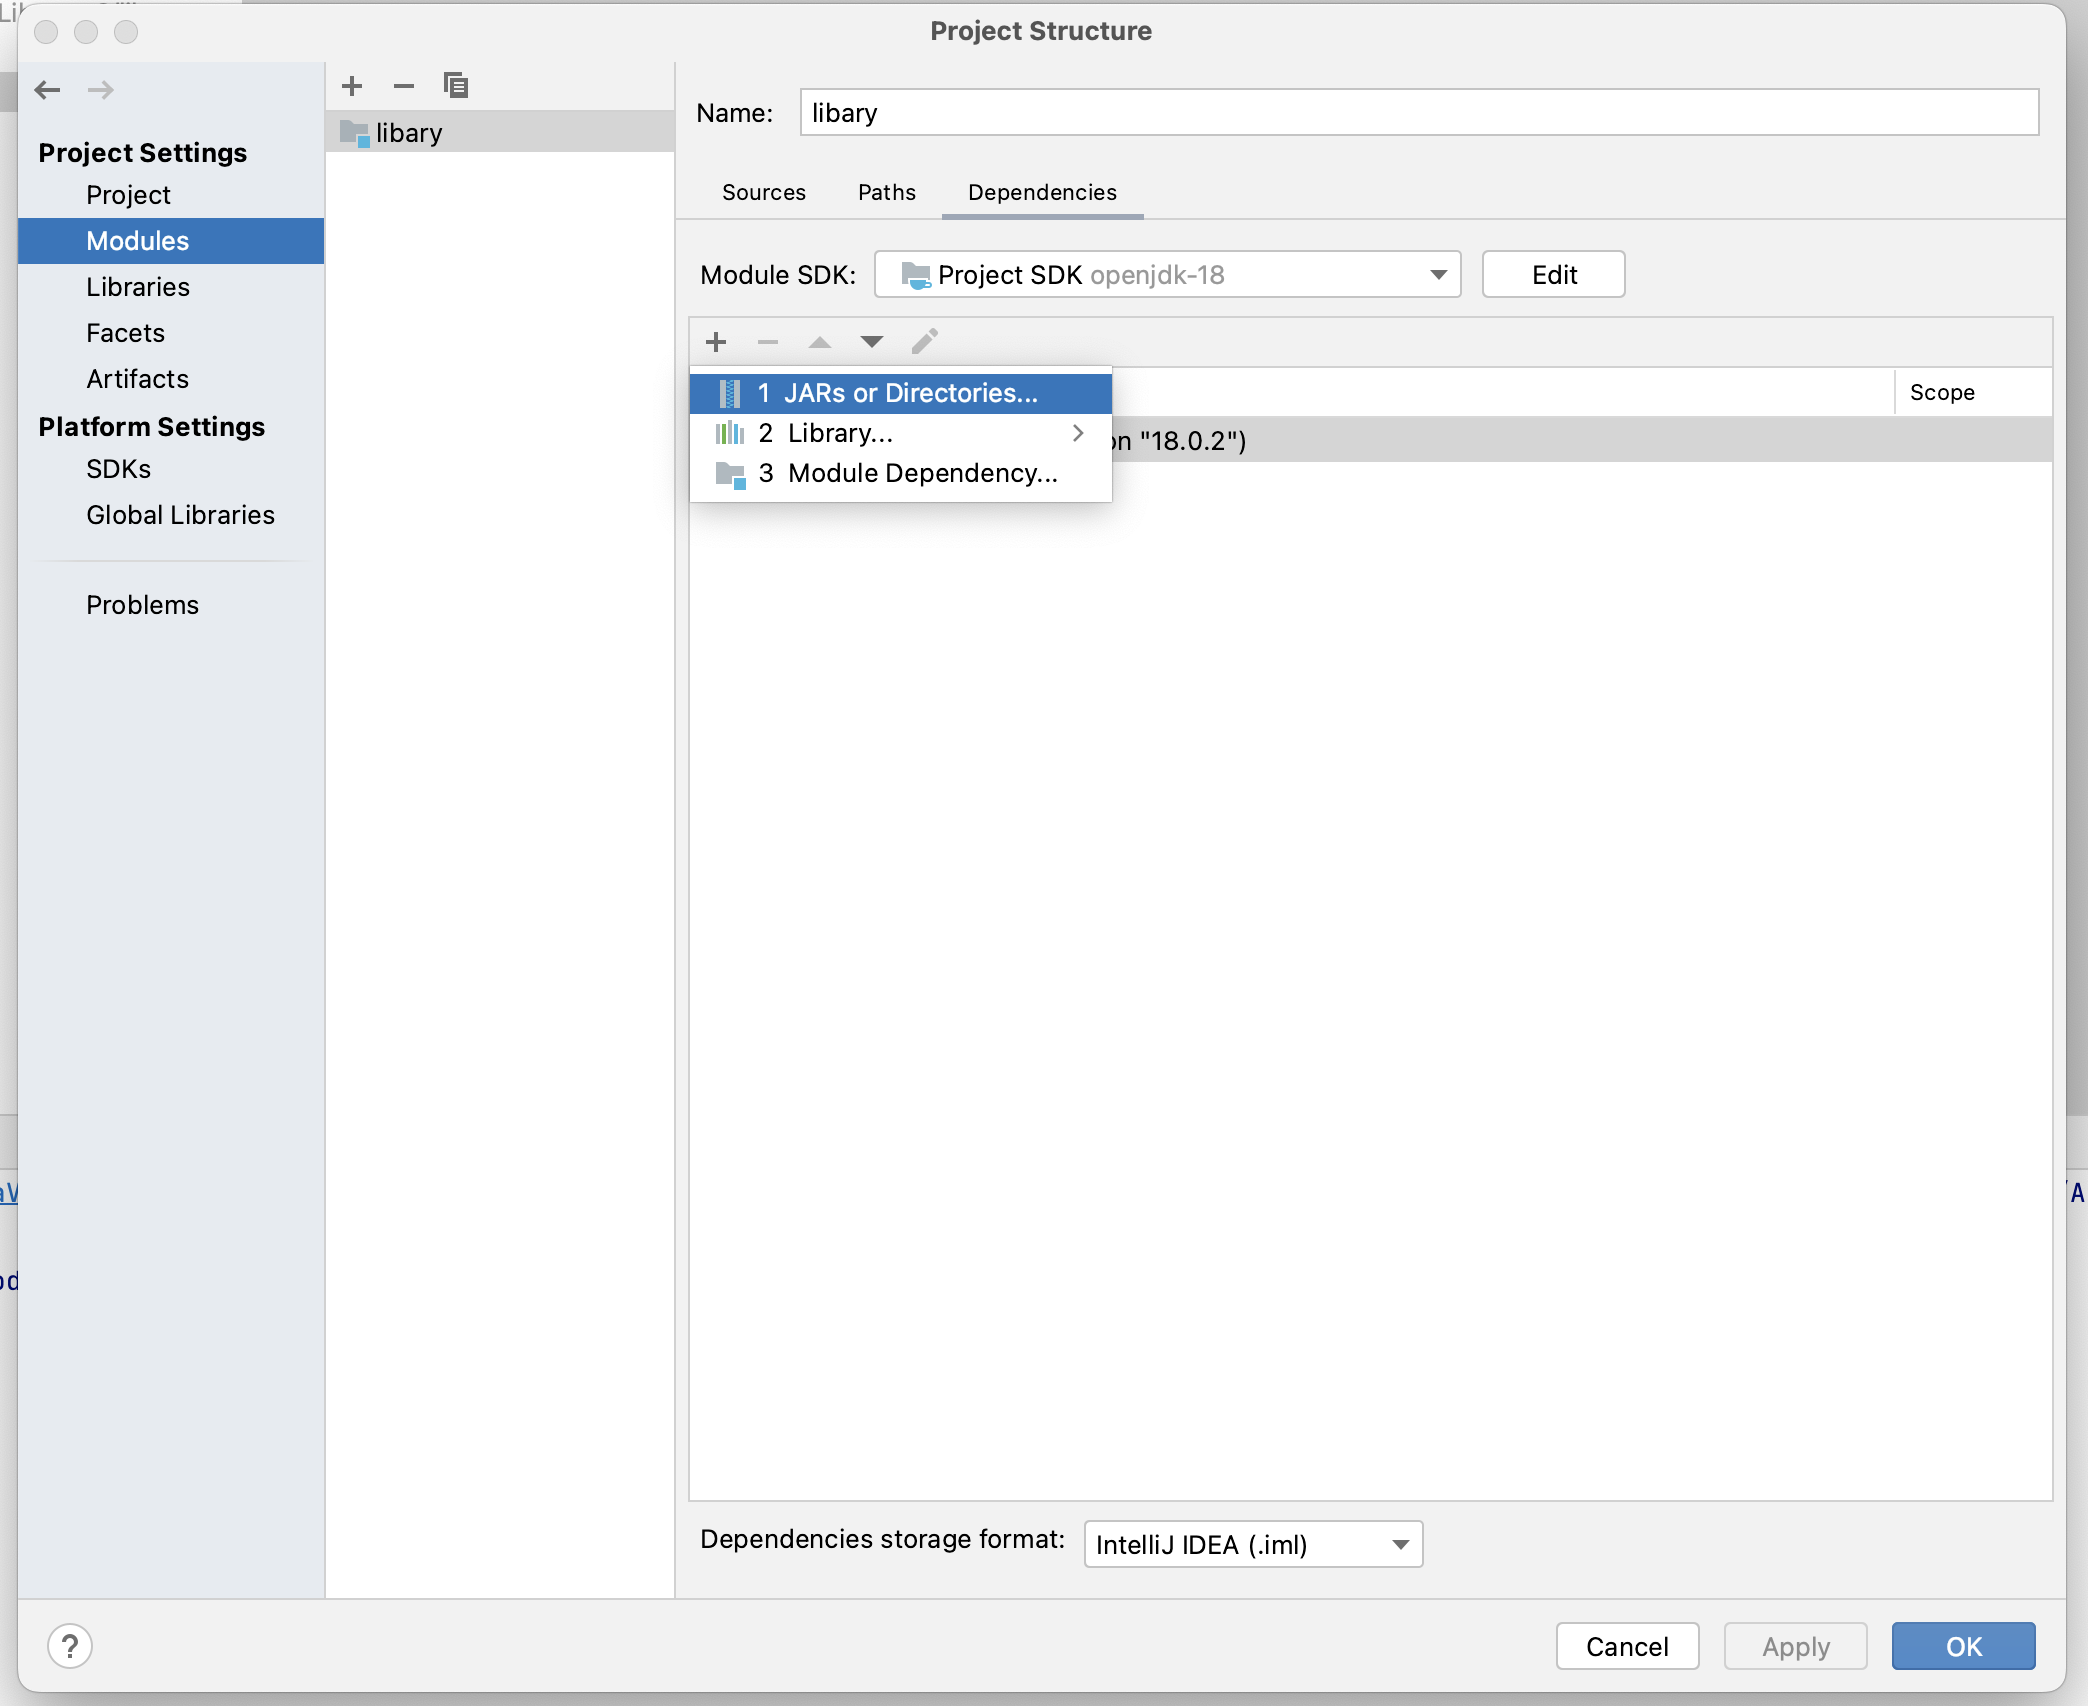 Project Structure
Project Settings
Project
Modules
Libraries
Facets
Artifacts
Platform Settings
SDKs
Global Libraries
Problems
libary
Name: libary
Sources Paths Dependencies
Module SDK: Project SDK openjdk-18 Edit
Scope
1 JARs or Directories...
2 Library...
3 Module Dependency...
on "18.0.2")
Dependencies storage format: IntelliJ IDEA (.iml)
? Cancel Apply OK